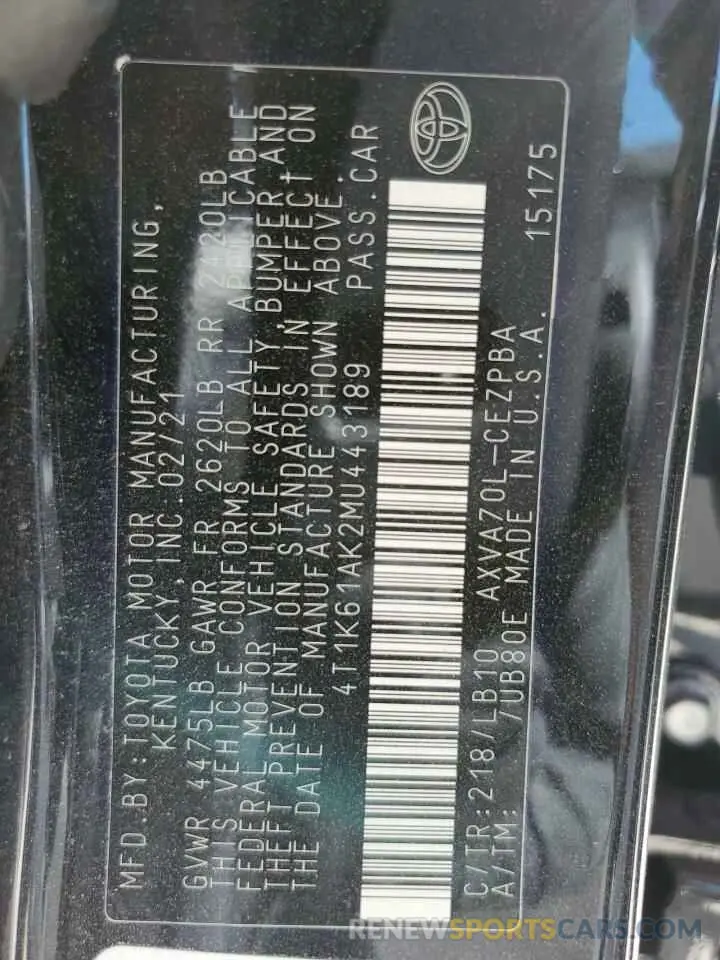 MFD.BY:TOYOTA MOTOR MANUFACTURING,
KENTUCKY,INC.02/21
GVWR 4475LB GAWR FR 2620LB RR 2420LB
THIS VEHICLE CONFORMS TO ALL APPLICABLE
FEDERAL MOTOR VEHICLE SAFETY,BUMPER,AND
THEFT PREVENTION STANDARDS IN EFFECT ON
THE DATE OF MANUFACTURE SHOWN ABOVE.
4T1K61AK2MU443189 PASS.CAR
C/TR:218/LB10 AXVA70L-CEZPBA
A/TM: /UB80E MADE IN U.S.A. 15175
RENEWSPORTSCARS.COM